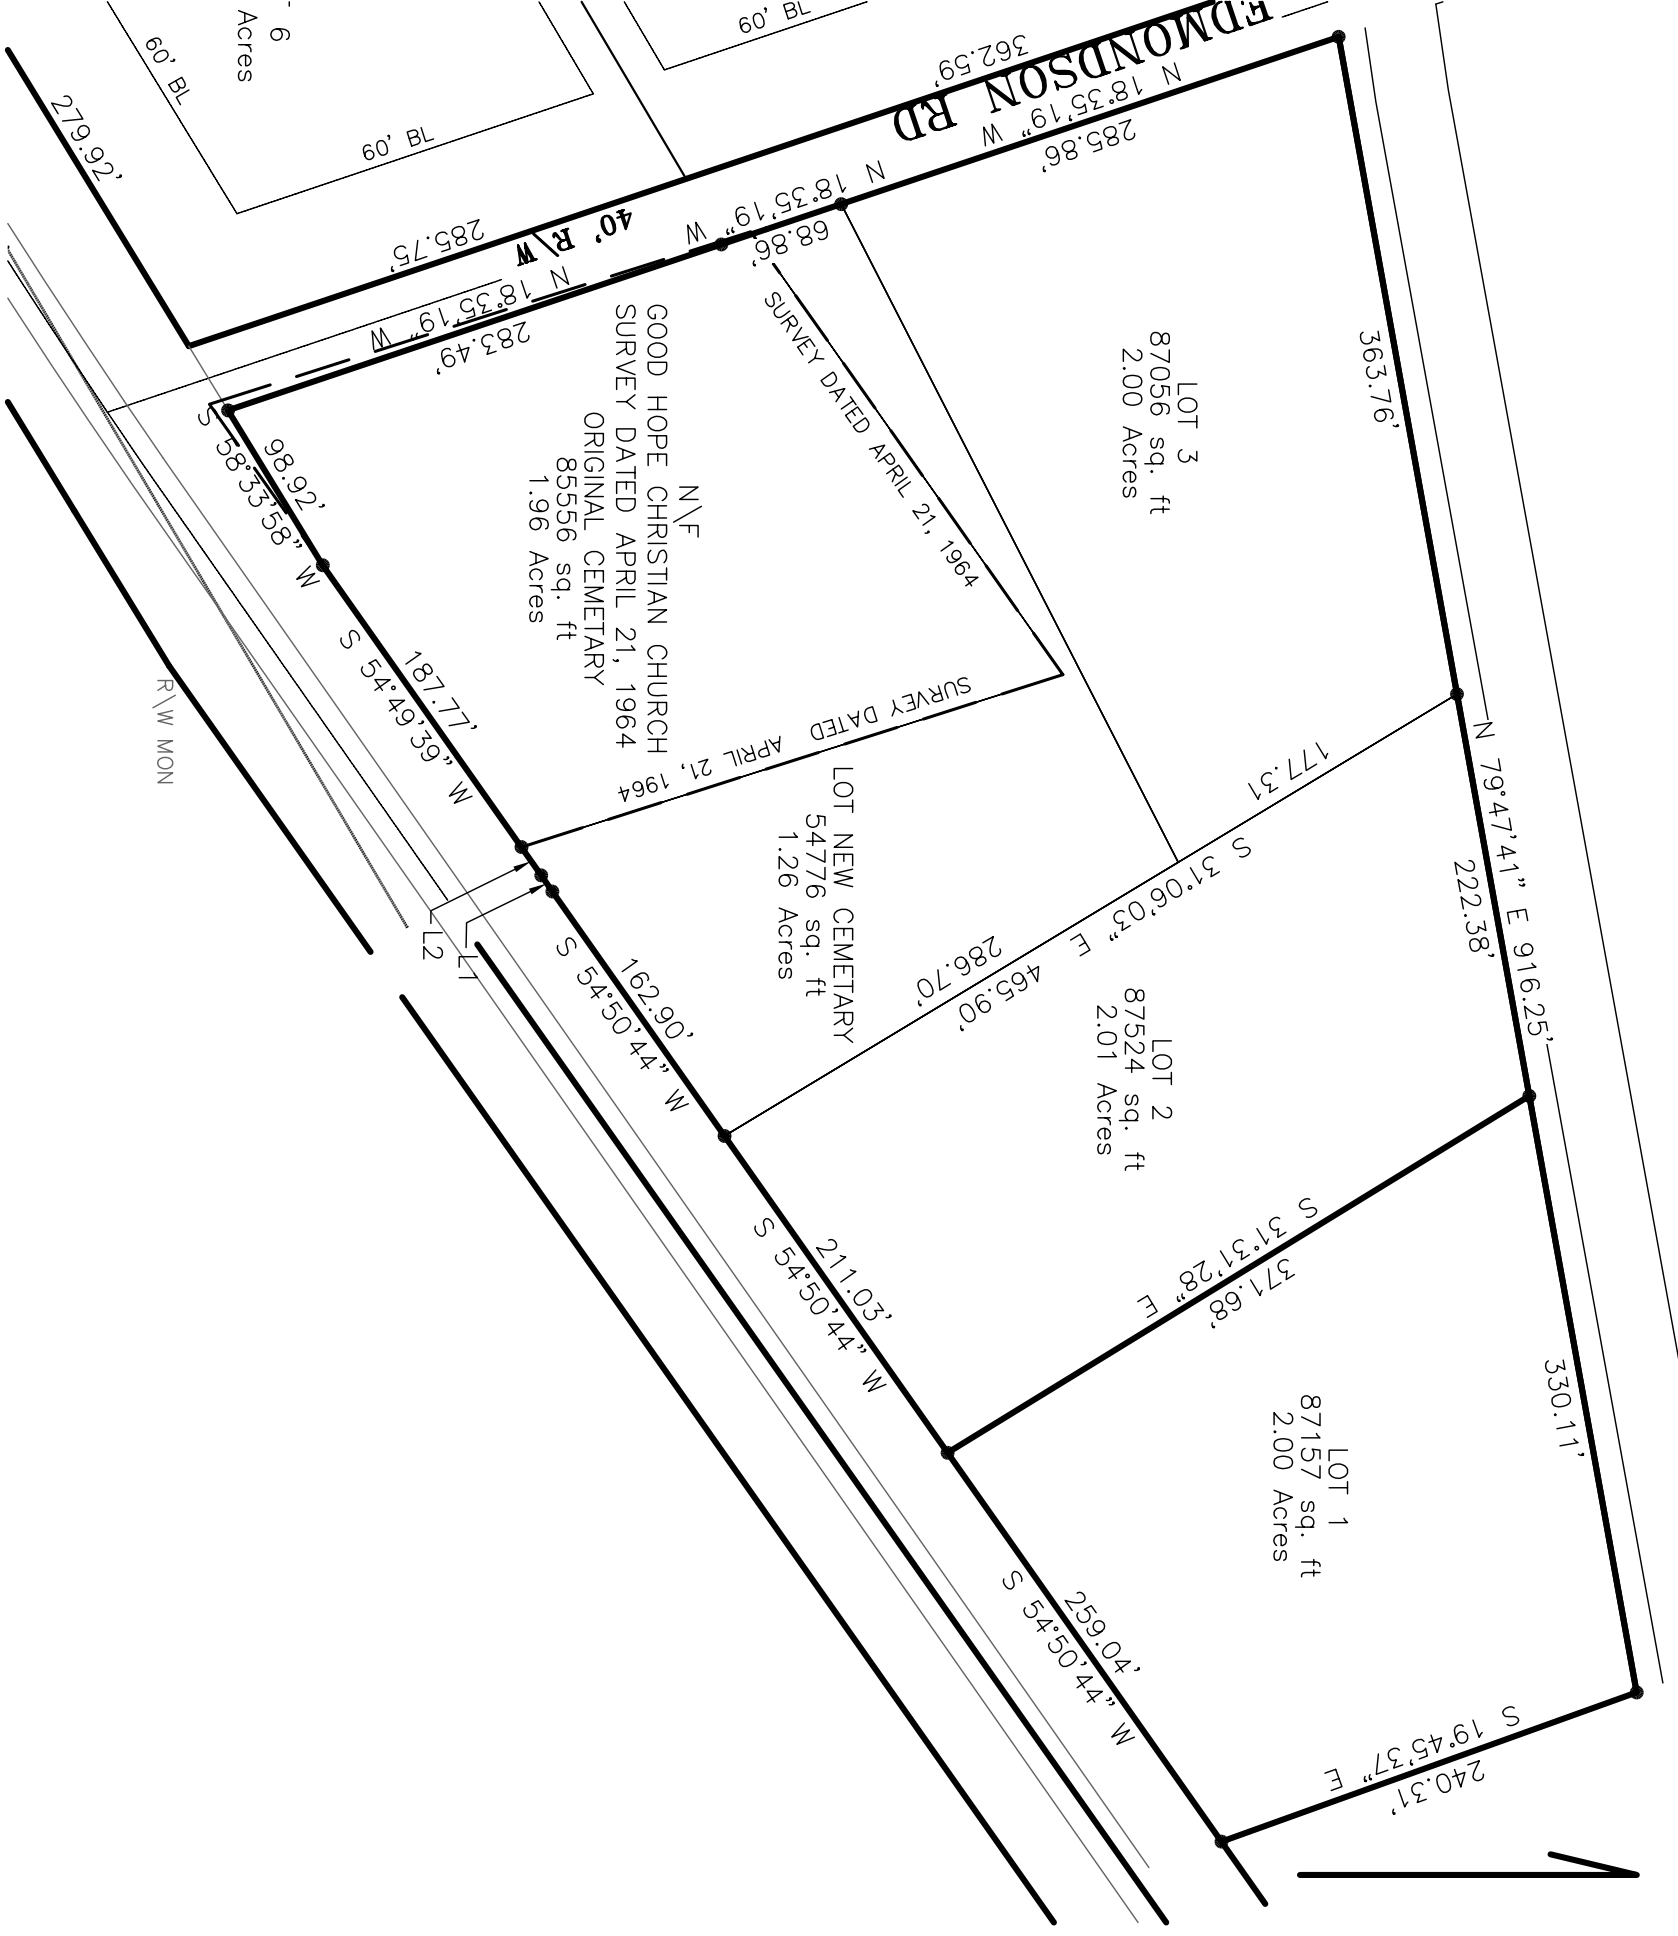 6
Acres
60' BL
60' BL
60' BL
279.92'
285.75'
362.59'
EDMONDSON RD
40' R\W
N 18°35'19" W
285.86'
N 18°35'19" W
68.86'
N 18°35'19" W
283.49'
S 58°33'58" W
98.92'
187.77'
S 54°49'39" W
R\W MON
L2
L1
162.90'
S 54°50'44" W
211.03'
S 54°50'44" W
259.04'
S 54°50'44" W
N\F
GOOD HOPE CHRISTIAN CHURCH
SURVEY DATED APRIL 21, 1964
ORIGINAL CEMETARY
85556 sq. ft
1.96 Acres
SURVEY DATED APRIL 21, 1964
SURVEY DATED APRIL 21, 1964
LOT NEW CEMETARY
54776 sq. ft
1.26 Acres
LOT 3
87056 sq. ft
2.00 Acres
363.76'
177.31
S 31°06'03" E
465.90'
286.70'
N 79°47'41" E 916.25'
222.38'
LOT 2
87524 sq. ft
2.01 Acres
S 31°31'28" E
371.68'
330.11'
LOT 1
87157 sq. ft
2.00 Acres
S 19°45'37" E
240.31'